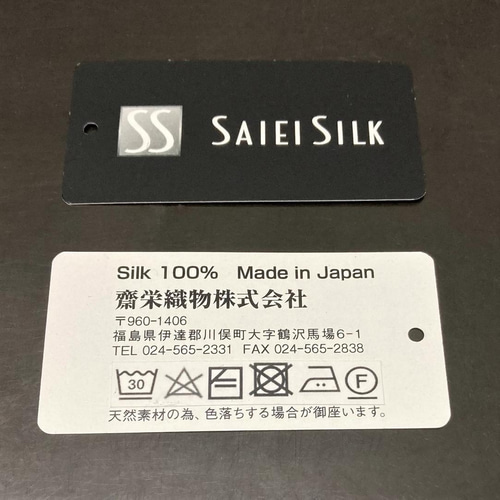 SS SAIEI SILK
Silk 100% Made in Japan
齋栄織物株式会社
〒960-1406
福島県伊達郡川俣町大字鶴沢馬場6-1
TEL 024-565-2331 FAX 024-565-2838
30 F
天然素材の為、色落ちする場合が御座います。